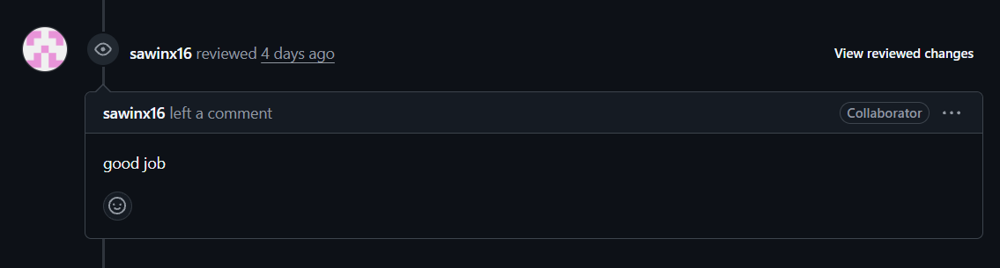 sawinx16 reviewed 4 days ago
View reviewed changes
sawinx16 left a comment
Collaborator
good job